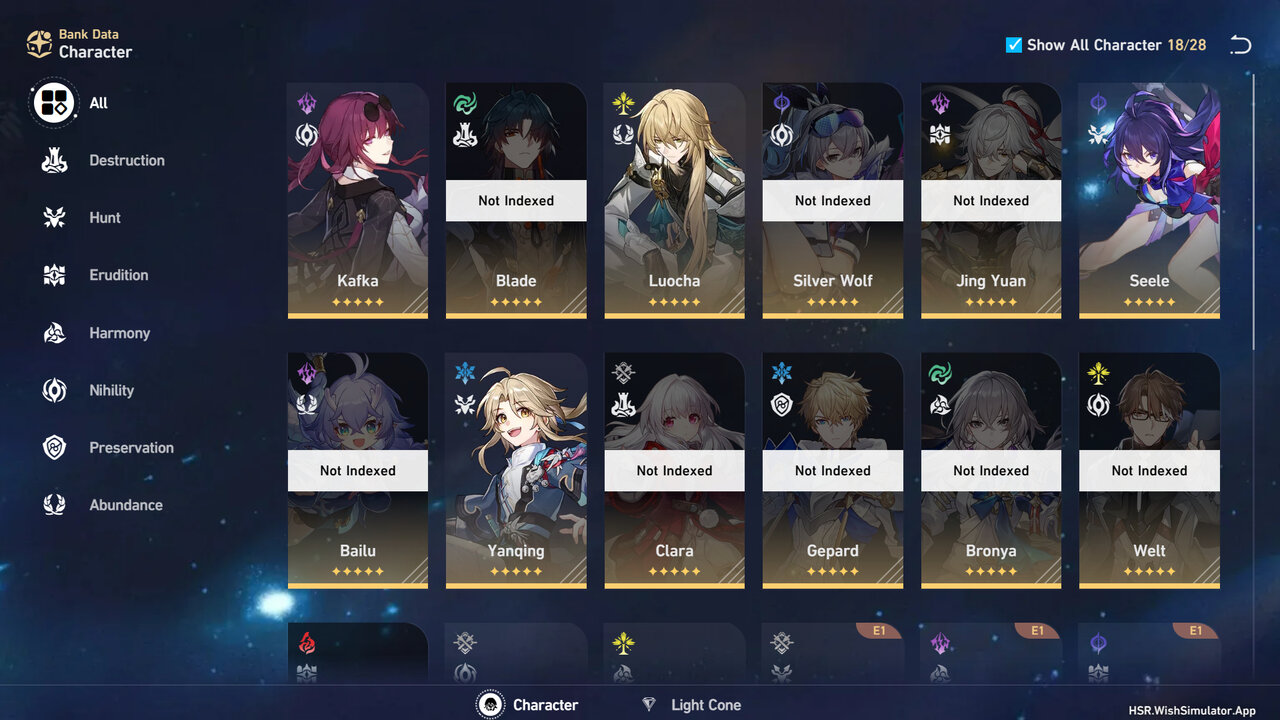 Bank Data
Character
Show All Character 18/28
All
Destruction
Hunt
Erudition
Harmony
Nihility
Preservation
Abundance
Kafka
Not Indexed
Blade
Luocha
Not Indexed
Silver Wolf
Not Indexed
Jing Yuan
Seele
Not Indexed
Bailu
Yanqing
Not Indexed
Clara
Not Indexed
Gepard
Not Indexed
Bronya
Not Indexed
Welt
E1
E1
E1
Character
Light Cone
HSR.WishSimulator.App